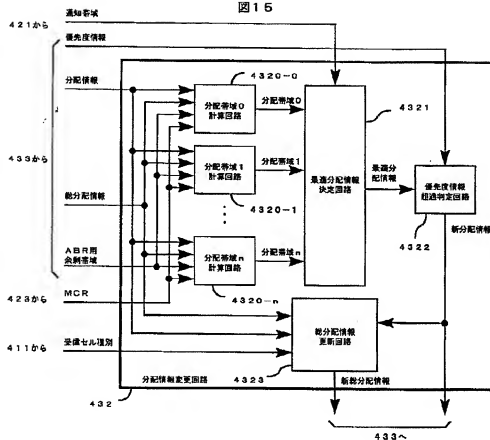 図15
421から
通知帯域
優先度情報
433から
分配情報
総分配情報
ABR用
余剰帯域
423から
MCR
411から
受信セル種別
4320-0
分配帯域0
計算回路
分配帯域0
4320-1
分配帯域1
計算回路
分配帯域1
4320-n
分配帯域n
計算回路
分配帯域n
4321
最適分配情報
決定回路
最適分
配情報
優先度情報
超過判定回路
4322
新分配情報
総分配情報
更新回路
4323
新総分配情報
432
分配情報変更回路
433へ